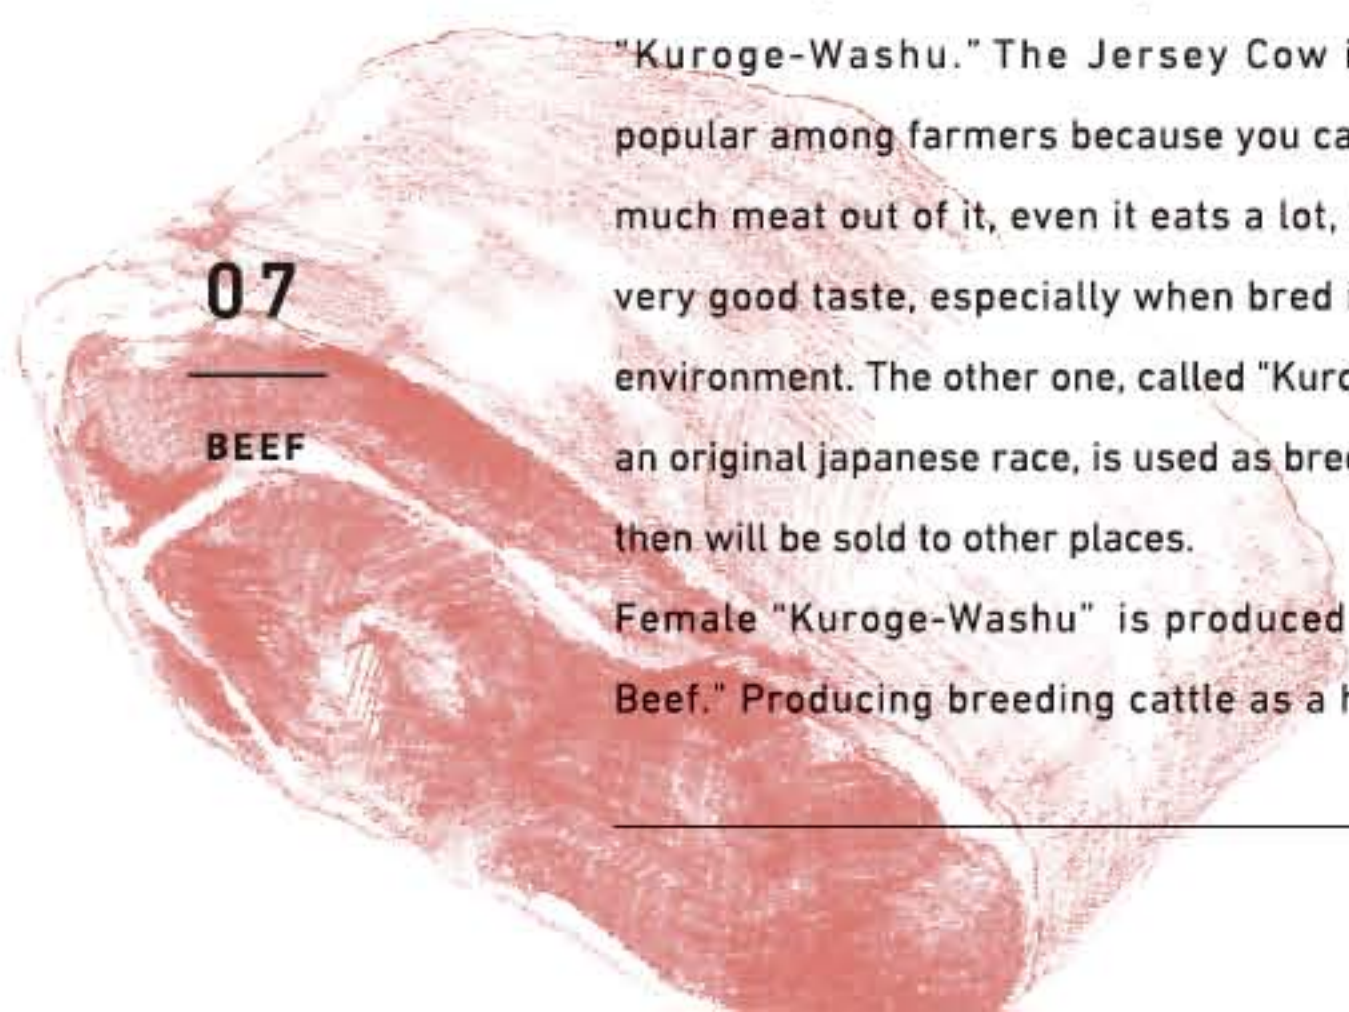 07
BEEF
"Kuroge-Washu." The Jersey Cow
popular among farmers because you
much meat out of it, even it eats a lot,
very good taste, especially when bred
environment. The other one, called
an original japanese race, is used as
then will be sold to other places.
Female "Kuroge-Washu" is produced
Beef." Producing breeding cattle as a